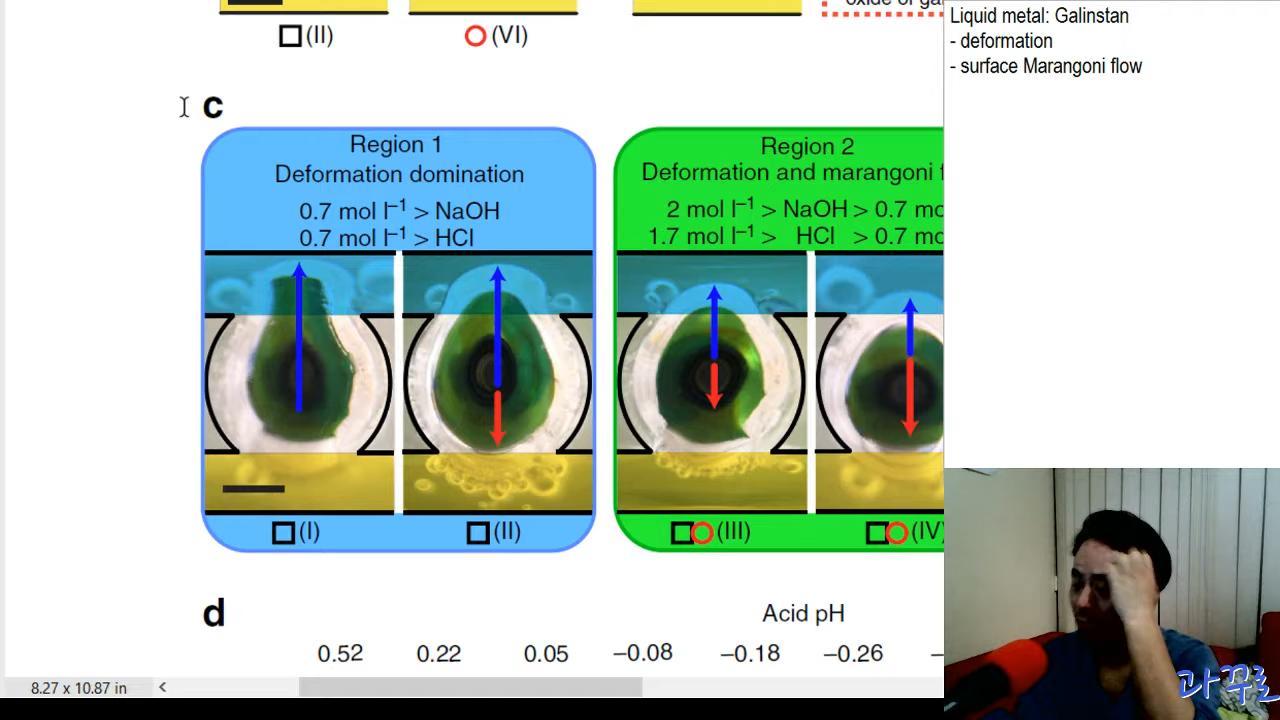 oxide of ga
□(II)
○(VI)
Liquid metal: Galinstan
- deformation
- surface Marangoni flow
c
Region 1
Deformation domination
0.7 mol l⁻¹ > NaOH
0.7 mol l⁻¹ > HCl
Region 2
Deformation and marangoni f
2 mol l⁻¹ > NaOH > 0.7 mo
1.7 mol l⁻¹ > HCl > 0.7 mo
□(I)
□(II)
□○(III)
□○(IV)
d
Acid pH
0.52 0.22 0.05 −0.08 −0.18 −0.26
8.27 x 10.87 in
과꾸로